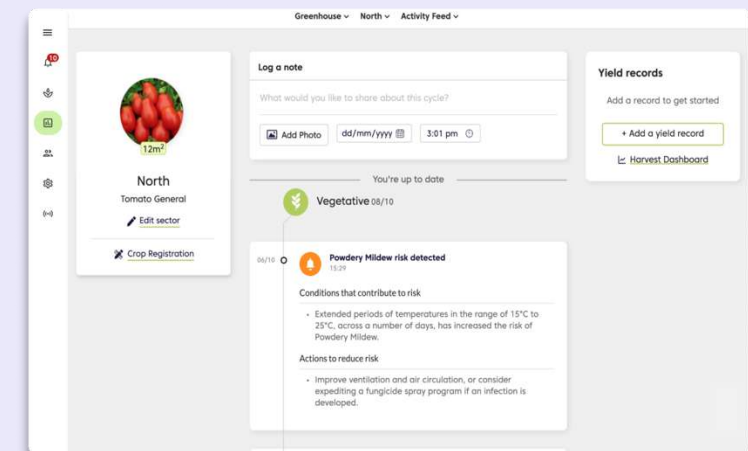 Greenhouse North Activity Feed
10
12m²
North
Tomato General
Edit sector
Crop Registration
Log a note
What would you like to share about this cycle?
Add Photo dd/mm/yyyy 3:01 pm
You're up to date
Vegetative 08/10
06/10 Powdery Mildew risk detected
15:29
Conditions that contribute to risk
• Extended periods of temperatures in the range of 15°C to
25°C, across a number of days, has increased the risk of
Powdery Mildew.
Actions to reduce risk
• Improve ventilation and air circulation, or consider
expediting a fungicide spray program if an infection is
developed.
Yield records
Add a record to get started
+ Add a yield record
Harvest Dashboard